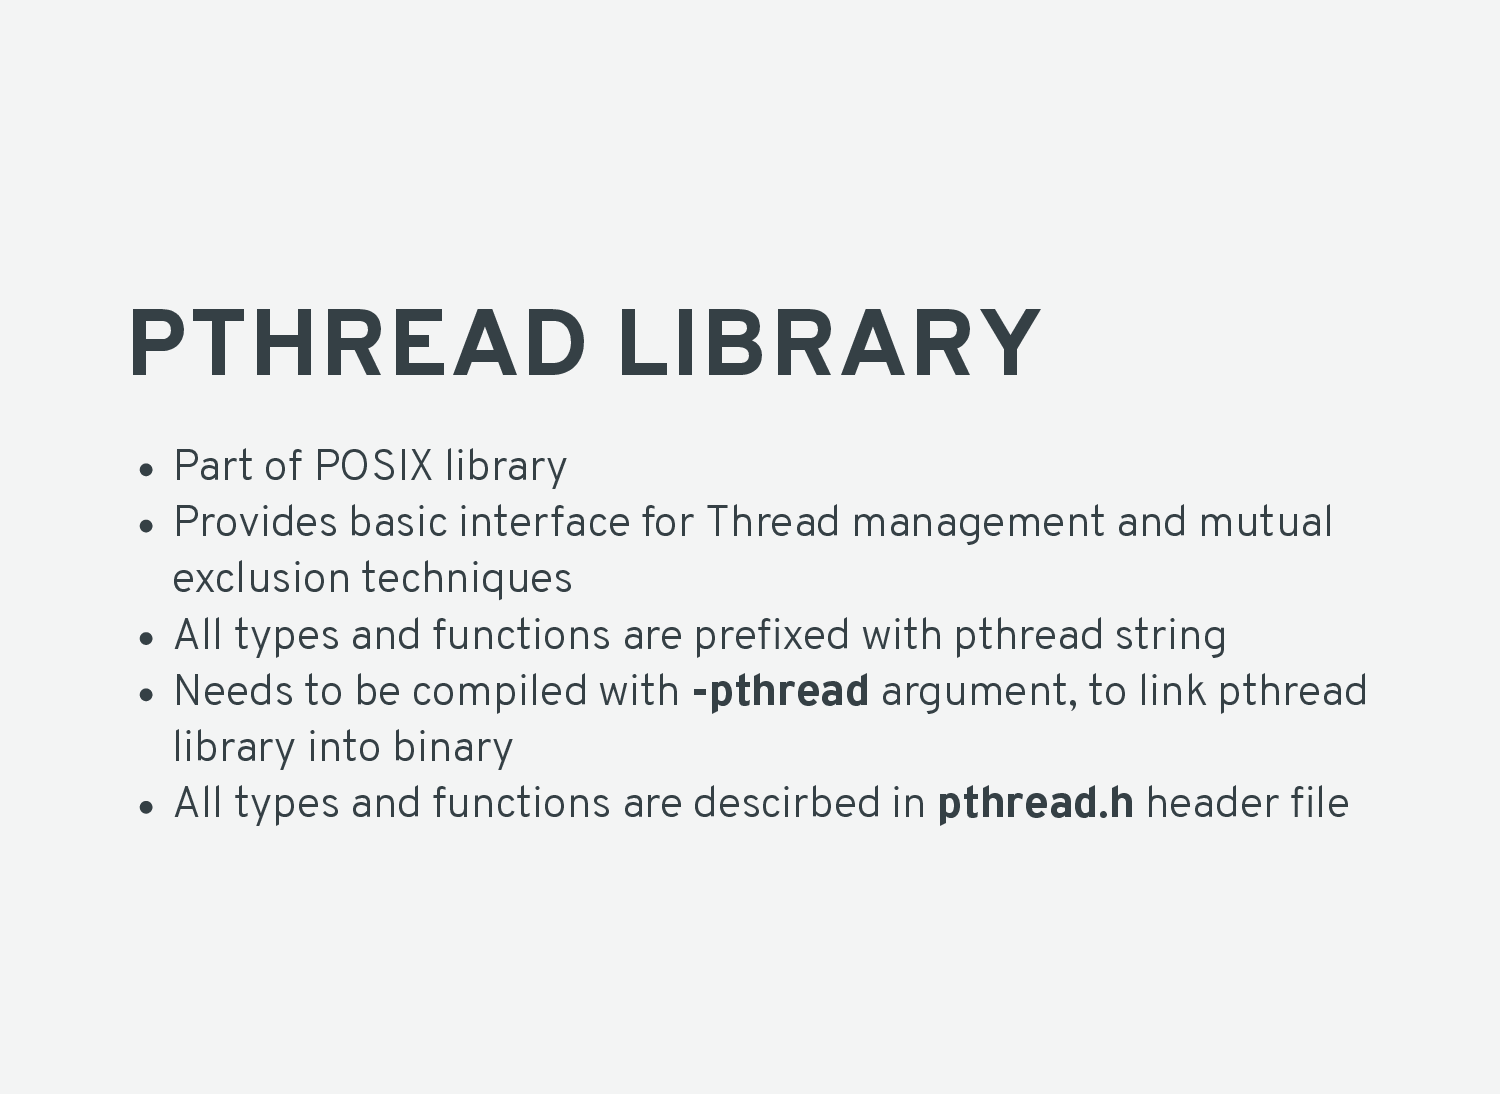 PTHREAD LIBRARY
• Part of POSIX library
• Provides basic interface for Thread management and mutual
exclusion techniques
• All types and functions are prefixed with pthread string
• Needs to be compiled with -pthread argument, to link pthread
library into binary
• All types and functions are descirbed in pthread.h header file